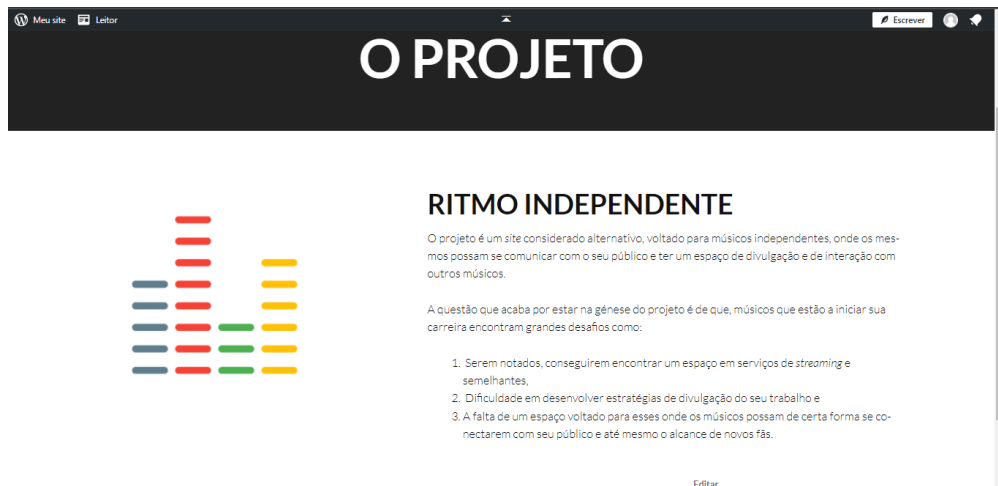 Meu site Leitor Escrever
O PROJETO
RITMO INDEPENDENTE
O projeto é um site considerado alternativo, voltado para músicos independentes, onde os mes-
mos possam se comunicar com o seu público e ter um espaço de divulgação e de interação com
outros músicos.
A questão que acaba por estar na génese do projeto é de que, músicos que estão a iniciar sua
carreira encontram grandes desafios como:
1. Serem notados, conseguirem encontrar um espaço em serviços de streaming e
semelhantes,
2. Dificuldade em desenvolver estratégias de divulgação do seu trabalho e
3. A falta de um espaço voltado para esses onde os músicos possam de certa forma se co-
nectarem com seu público e até mesmo o alcance de novos fãs.
Editar